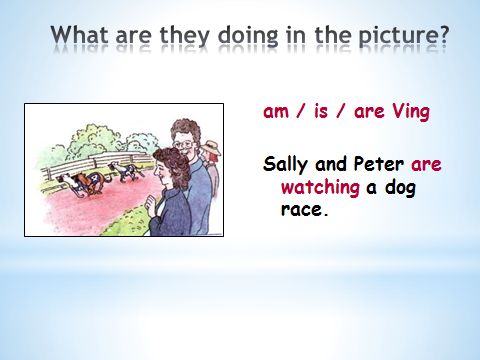 What are they doing in the picture?
am / is / are Ving
Sally and Peter are
watching a dog
race.